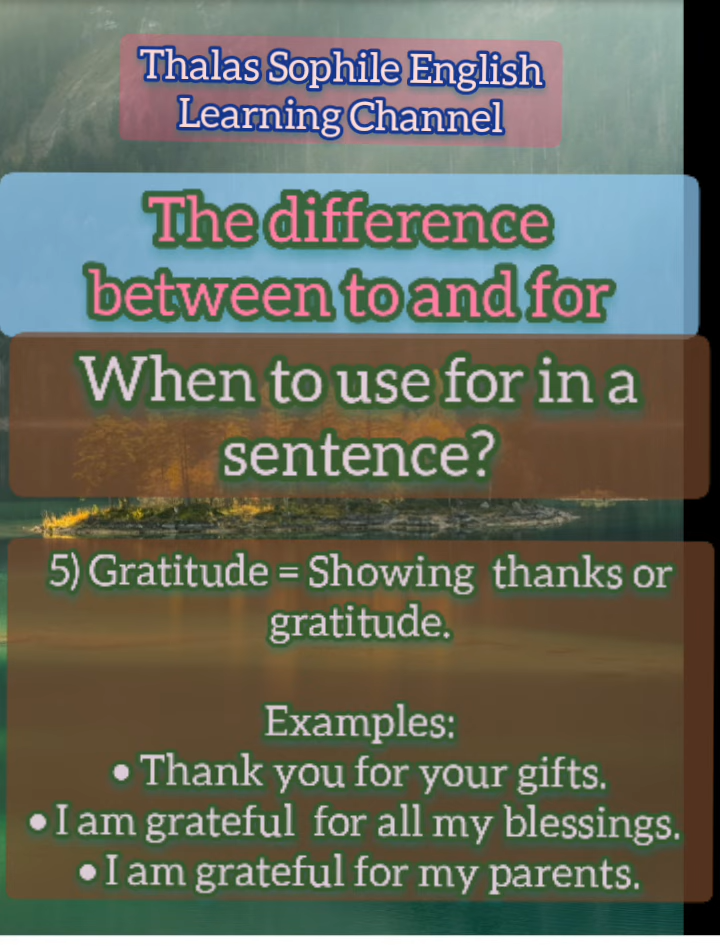 Thalas Sophile English
Learning Channel
The difference
between to and for
When to use for in a
sentence?
5) Gratitude = Showing thanks or
gratitude.
Examples:
• Thank you for your gifts.
• I am grateful for all my blessings.
• I am grateful for my parents.